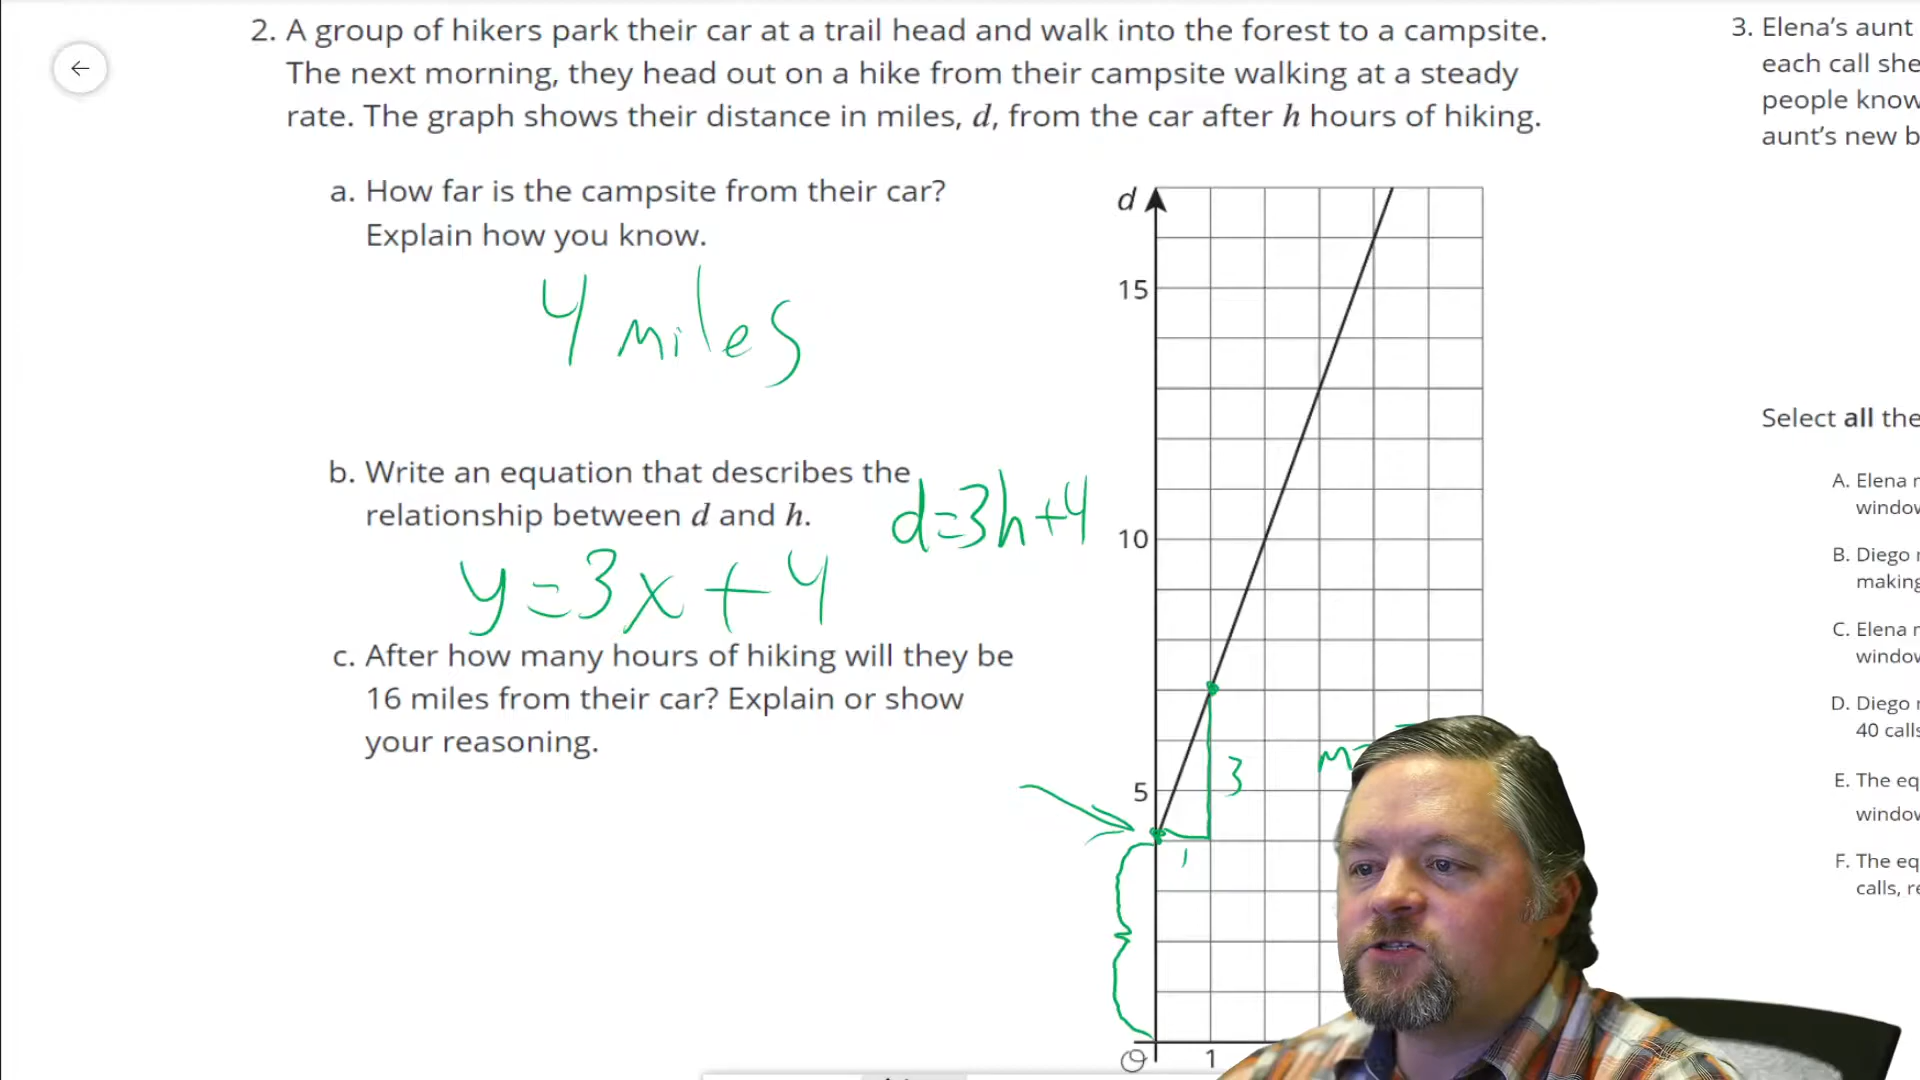 2. A group of hikers park their car at a trail head and walk into the forest to a campsite.
The next morning, they head out on a hike from their campsite walking at a steady
rate. The graph shows their distance in miles, d, from the car after h hours of hiking.
a. How far is the campsite from their car?
Explain how you know.
4 miles
b. Write an equation that describes the
relationship between d and h.
d=3h+4
y=3x+4
c. After how many hours of hiking will they be
16 miles from their car? Explain or show
your reasoning.
d
15
10
5
3
m=
1
1
3. Elena's aunt
each call she
people know
aunt's new b
Select all the
A. Elena r
window
B. Diego r
making
C. Elena r
window
D. Diego r
40 calls
E. The eq
window
F. The eq
calls, re